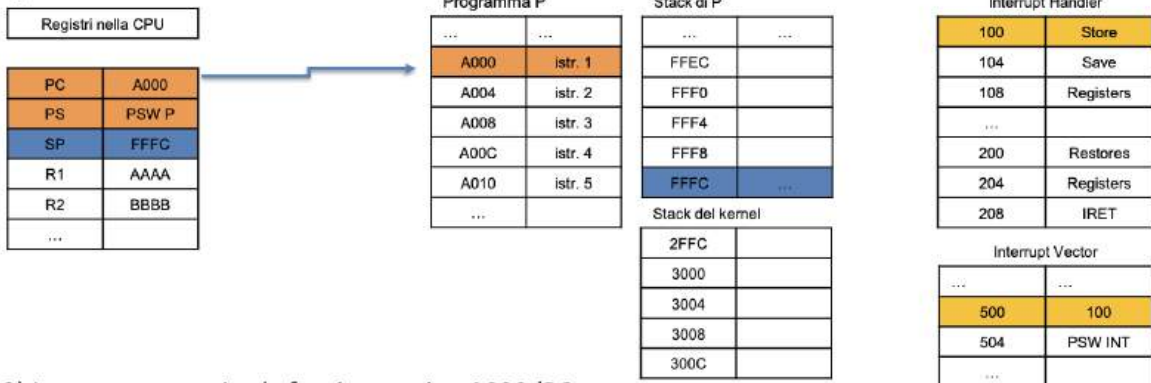 Programma P
Stack di P
Interrupt Handler
Registri nella CPU
PC A000
PS PSW P
SP FFFC
R1 AAAA
R2 BBBB
...
... ...
A000 istr. 1
A004 istr. 2
A008 istr. 3
A00C istr. 4
A010 istr. 5
...
... ...
FFEC
FFF0
FFF4
FFF8
FFFC ...
Stack del kernel
2FFC
3000
3004
3008
300C
100 Store
104 Save
108 Registers
...
200 Restores
204 Registers
208 IRET
Interrupt Vector
... ...
500 100
504 PSW INT
...